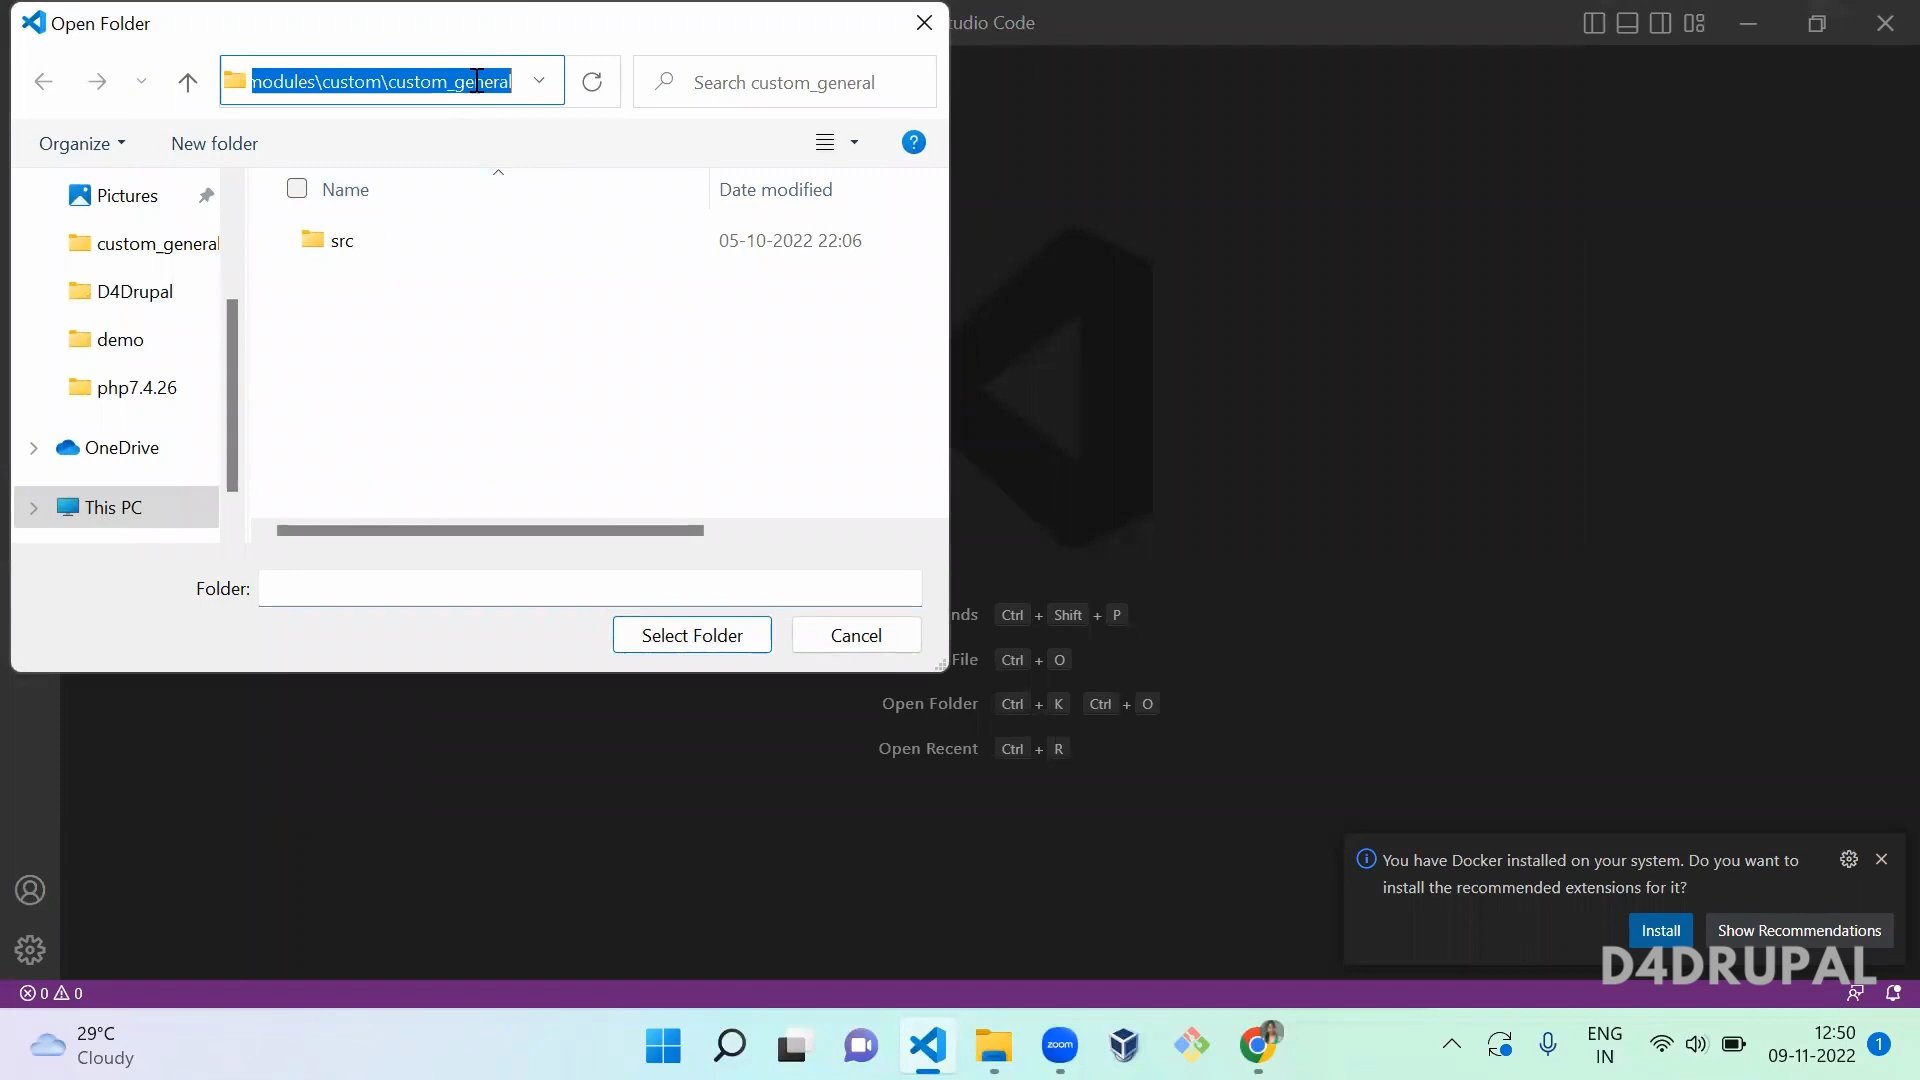 Open Folder
tudio Code
modules\custom\custom_general
Search custom_general
Organize
New folder
?
Name
Date modified
Pictures
src
05-10-2022 22:06
custom_general
D4Drupal
demo
php7.4.26
OneDrive
This PC
Folder:
Select Folder
Cancel
nds Ctrl + Shift + P
File Ctrl + O
Open Folder Ctrl + K Ctrl + O
Open Recent Ctrl + R
You have Docker installed on your system. Do you want to
install the recommended extensions for it?
Install
Show Recommendations
D4DRUPAL
0 0
29°C
Cloudy
zoom
ENG
IN
12:50
09-11-2022
1